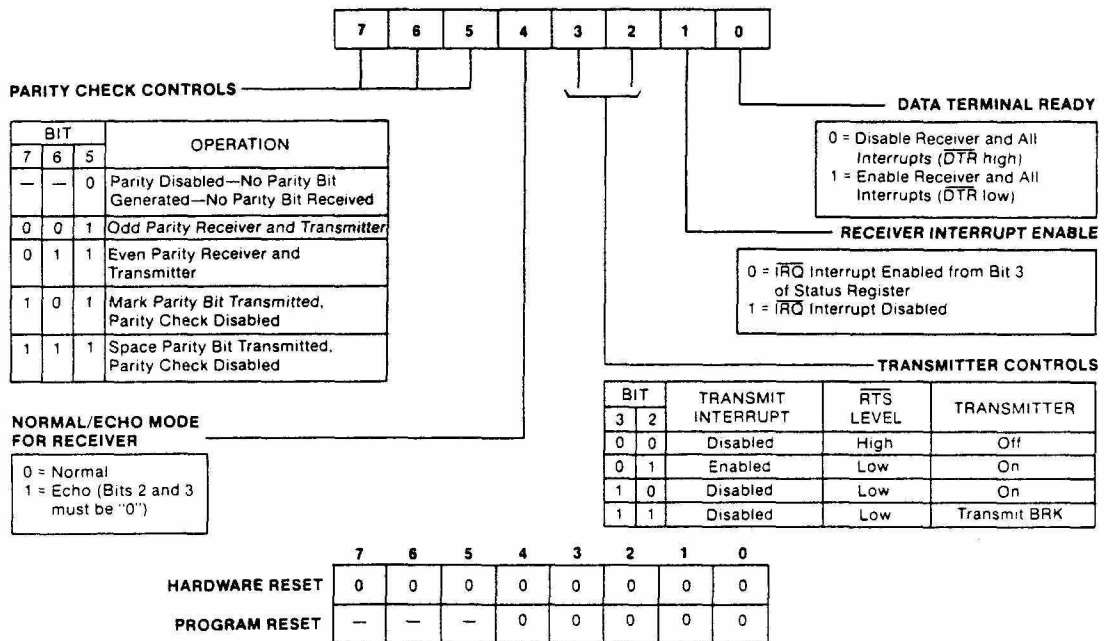 7 6 5 4 3 2 1 0
PARITY CHECK CONTROLS
BIT OPERATION
7 6 5
— — 0 Parity Disabled—No Parity Bit
Generated—No Parity Bit Received
0 0 1 Odd Parity Receiver and Transmitter
0 1 1 Even Parity Receiver and
Transmitter
1 0 1 Mark Parity Bit Transmitted,
Parity Check Disabled
1 1 1 Space Parity Bit Transmitted,
Parity Check Disabled
NORMAL/ECHO MODE
FOR RECEIVER
0 = Normal
1 = Echo (Bits 2 and 3
must be "0")
DATA TERMINAL READY
0 = Disable Receiver and All
Interrupts (D̅T̅R̅ high)
1 = Enable Receiver and All
Interrupts (D̅T̅R̅ low)
RECEIVER INTERRUPT ENABLE
0 = I̅R̅Q̅ Interrupt Enabled from Bit 3
of Status Register
1 = I̅R̅Q̅ Interrupt Disabled
TRANSMITTER CONTROLS
BIT TRANSMIT INTERRUPT R̅T̅S̅ LEVEL TRANSMITTER
3 2
0 0 Disabled High Off
0 1 Enabled Low On
1 0 Disabled Low On
1 1 Disabled Low Transmit BRK
7 6 5 4 3 2 1 0
HARDWARE RESET 0 0 0 0 0 0 0 0
PROGRAM RESET — — — 0 0 0 0 0